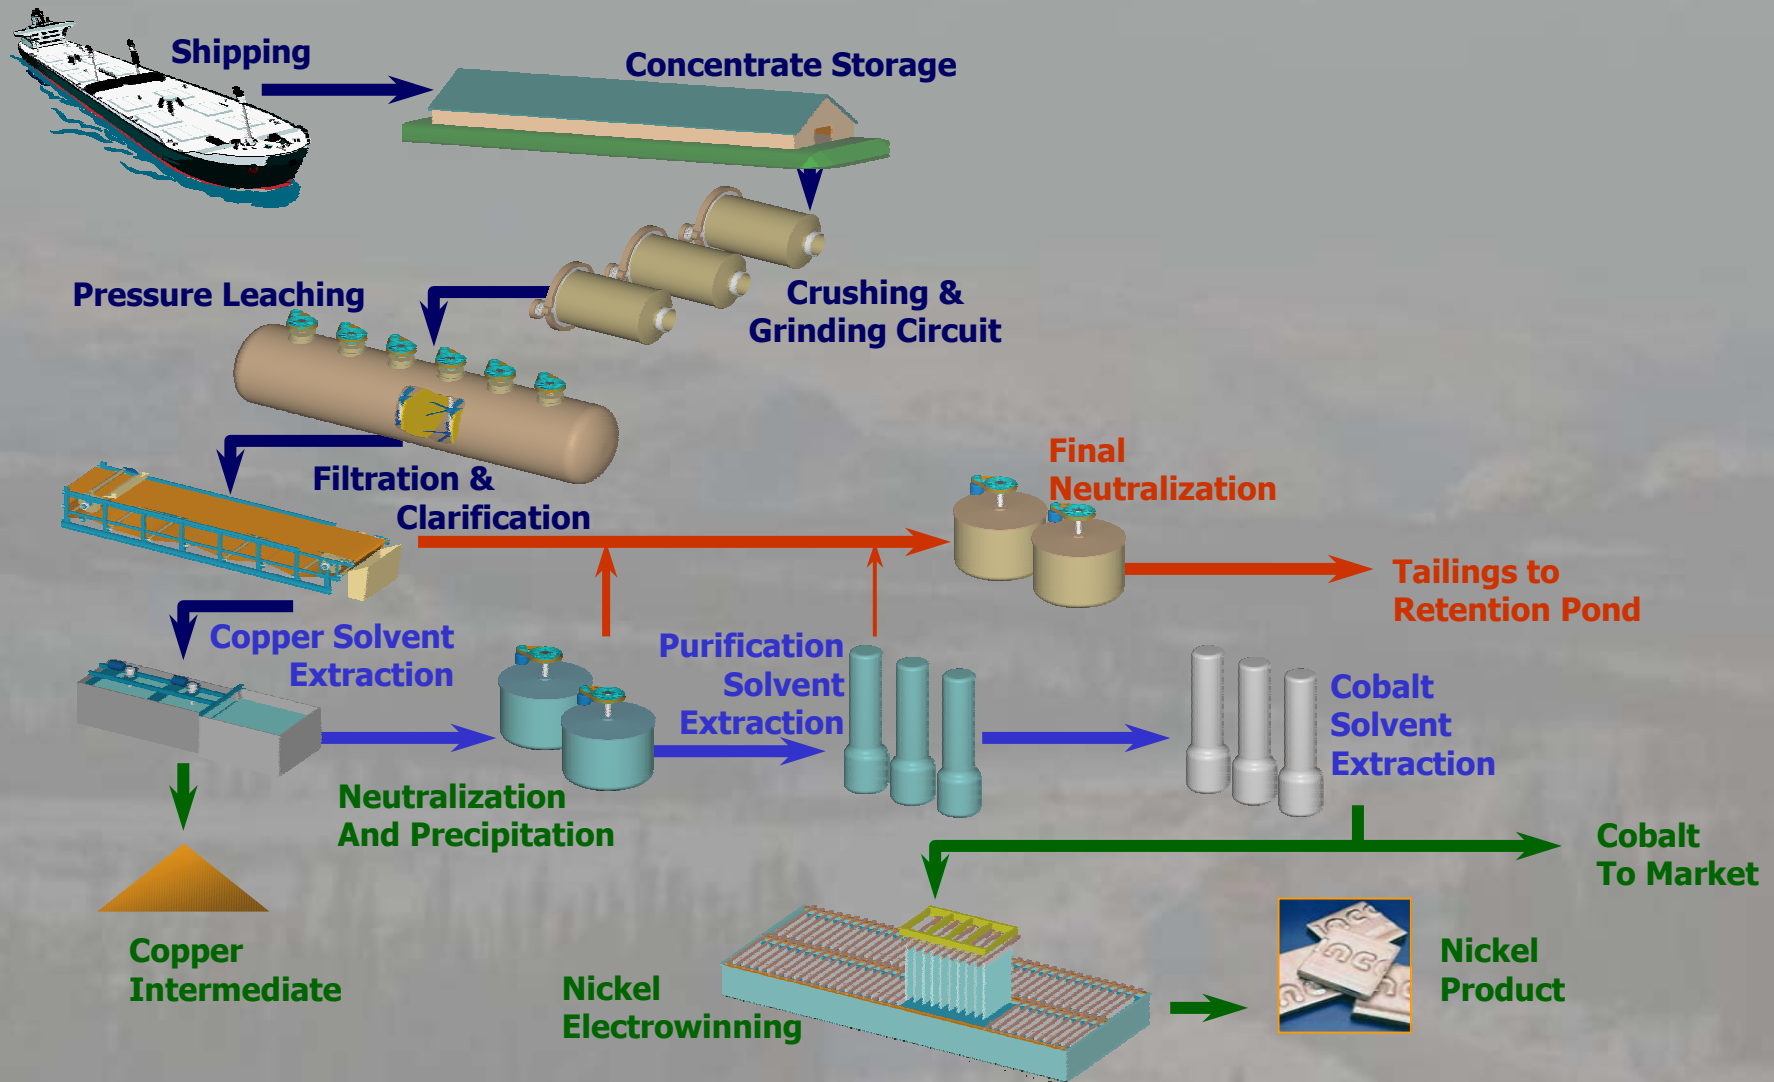 Shipping
Concentrate Storage
Pressure Leaching
Crushing &
Grinding Circuit
Filtration &
Clarification
Final
Neutralization
Tailings to
Retention Pond
Copper Solvent
Extraction
Purification
Solvent
Extraction
Cobalt
Solvent
Extraction
Neutralization
And Precipitation
Cobalt
To Market
Copper
Intermediate
Nickel
Electrowinning
Nickel
Product